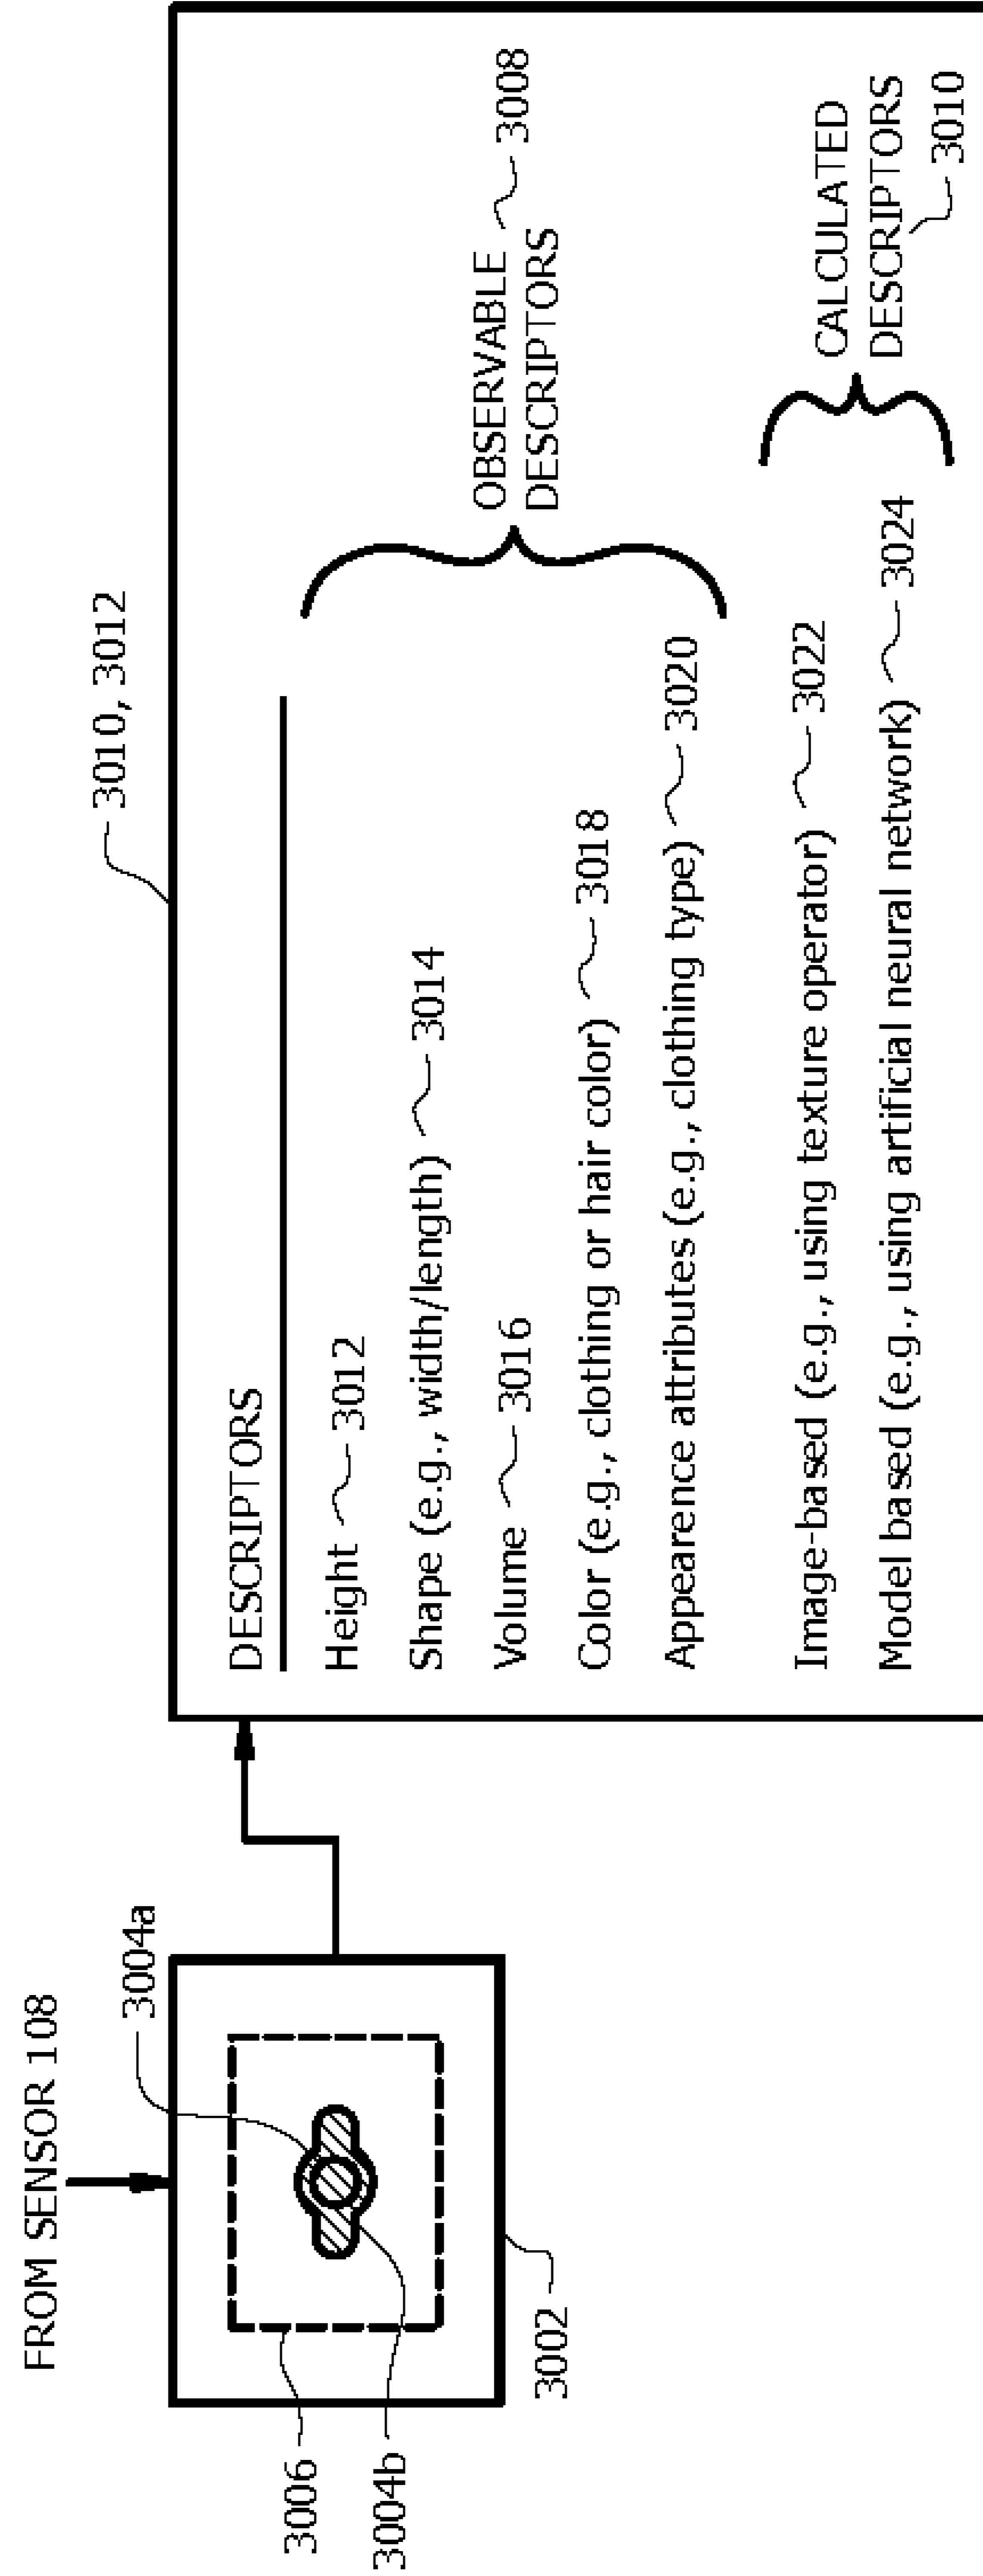 FROM SENSOR 108
3004a
3006
3004b
3002
3010, 3012
DESCRIPTORS
Height 3012
Shape (e.g., width/length) 3014
Volume 3016
Color (e.g., clothing or hair color) 3018
Appearence attributes (e.g., clothing type) 3020
OBSERVABLE 3008
DESCRIPTORS
Image-based (e.g., using texture operator) 3022
Model based (e.g., using artificial neural network) 3024
CALCULATED
DESCRIPTORS
3010